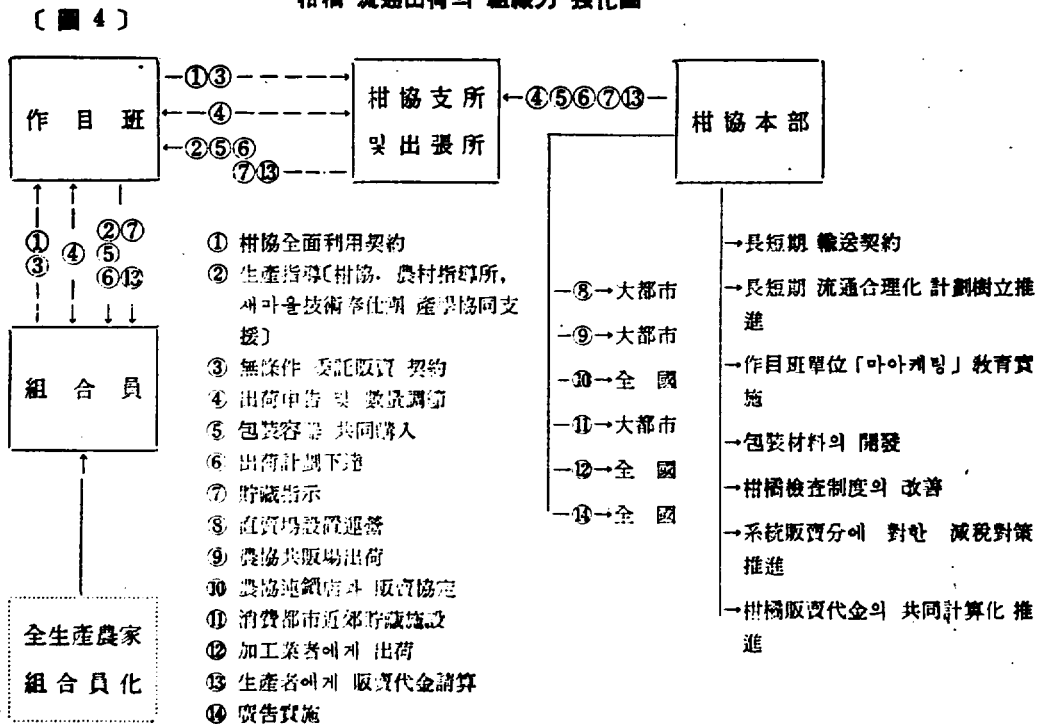 柑橘 流通出荷의 組織力 强化圖
〔圖 4〕
作目班
①③
④
②⑤⑥
⑦⑬
柑協支所
및 出張所
④⑤⑥⑦⑬
柑協本部
①
③
④
②⑦
⑤
⑥⑬
組合員
全生產農家
組合員化
① 柑協全面利用契約
② 生產指導〔柑協, 農村指導所,
새마을技術奉仕團 產學協同支
援〕
③ 無條件 委託販賣 契約
④ 出荷申告 및 數量調節
⑤ 包裝容器 共同購入
⑥ 出荷計劃下達
⑦ 貯藏指示
⑧ 直賣場設置運營
⑨ 農協共販場出荷
⑩ 農協連鎖店과 販賣協定
⑪ 消費都市近郊貯藏施設
⑫ 加工業者에게 出荷
⑬ 生產者에게 販賣代金請算
⑭ 廣告實施
⑧→大都市
⑨→大都市
⑩→全國
⑪→大都市
⑫→全國
⑭→全國
→長短期 輸送契約
→長短期 流通合理化 計劃樹立推
進
→作目班單位「마아케팅」敎育實
施
→包裝材料의 開發
→柑橘檢査制度의 改善
→系統販賣分에 對한 減稅對策
推進
→柑橘販賣代金의 共同計算化 推
進